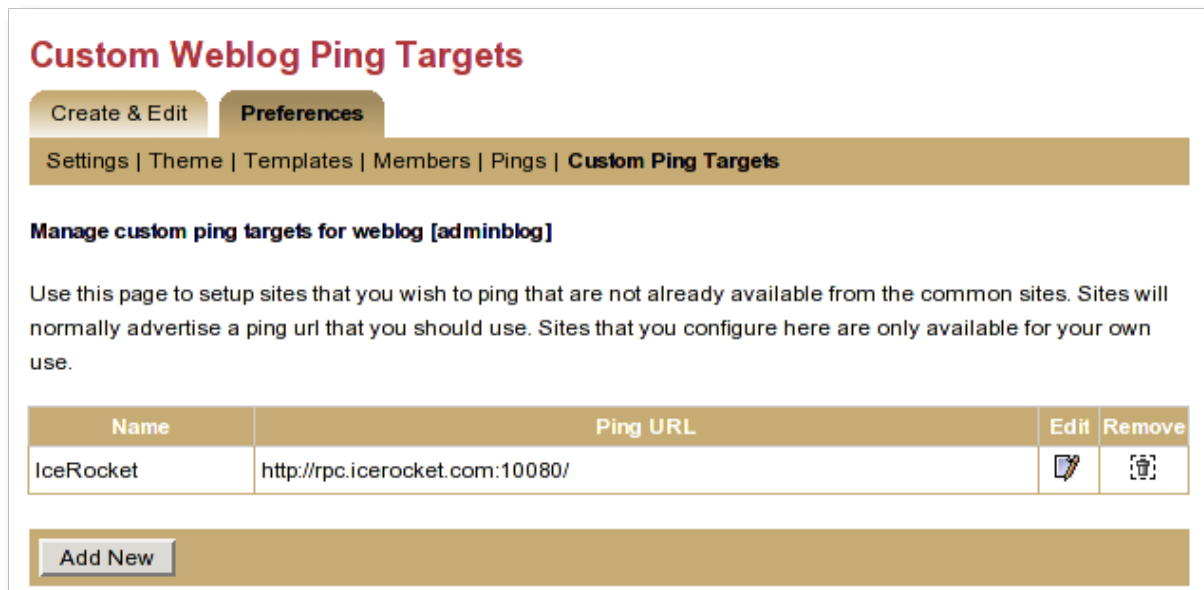 Custom Weblog Ping Targets
Create & Edit Preferences
Settings | Theme | Templates | Members | Pings | Custom Ping Targets
Manage custom ping targets for weblog [adminblog]
Use this page to setup sites that you wish to ping that are not already available from the common sites. Sites will
normally advertise a ping url that you should use. Sites that you configure here are only available for your own
use.
Name Ping URL Edit Remove
IceRocket http://rpc.icerocket.com:10080/
Add New